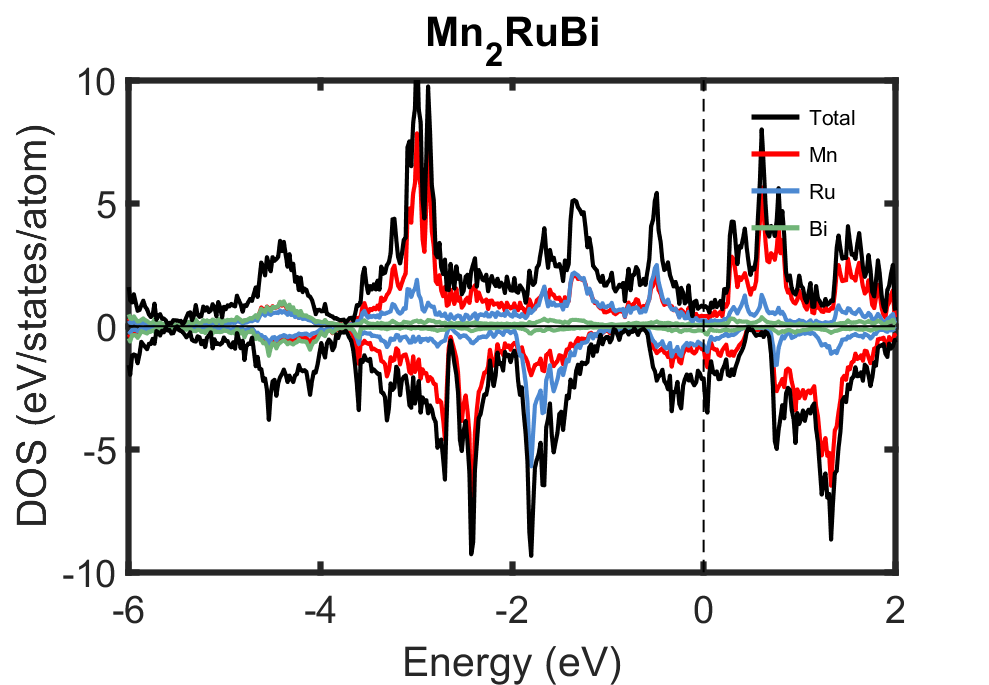 Mn2RuBi
DOS (eV/states/atom)
10
5
0
-5
-10
Total
Mn
Ru
Bi
-6 -4 -2 0 2
Energy (eV)